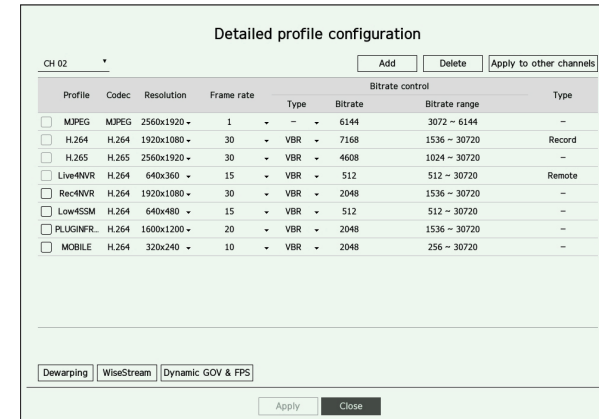 Detailed profile configuration
CH 02 Add Delete Apply to other channels
Profile Codec Resolution Frame rate Bitrate control Type
Type Bitrate Bitrate range
MJPEG MJPEG 2560x1920 1 – 6144 3072 ~ 6144 –
H.264 H.264 1920x1080 30 VBR 7168 1536 ~ 30720 Record
H.265 H.265 2560x1920 30 VBR 4608 1024 ~ 30720 –
Live4NVR H.264 640x360 15 VBR 512 512 ~ 30720 Remote
Rec4NVR H.264 1920x1080 30 VBR 2048 1536 ~ 30720 –
Low4SSM H.264 640x480 15 VBR 512 512 ~ 30720 –
PLUGINFR... H.264 1600x1200 20 VBR 2048 1536 ~ 30720 –
MOBILE H.264 320x240 10 VBR 2048 256 ~ 30720 –
Dewarping WiseStream Dynamic GOV & FPS
Apply Close